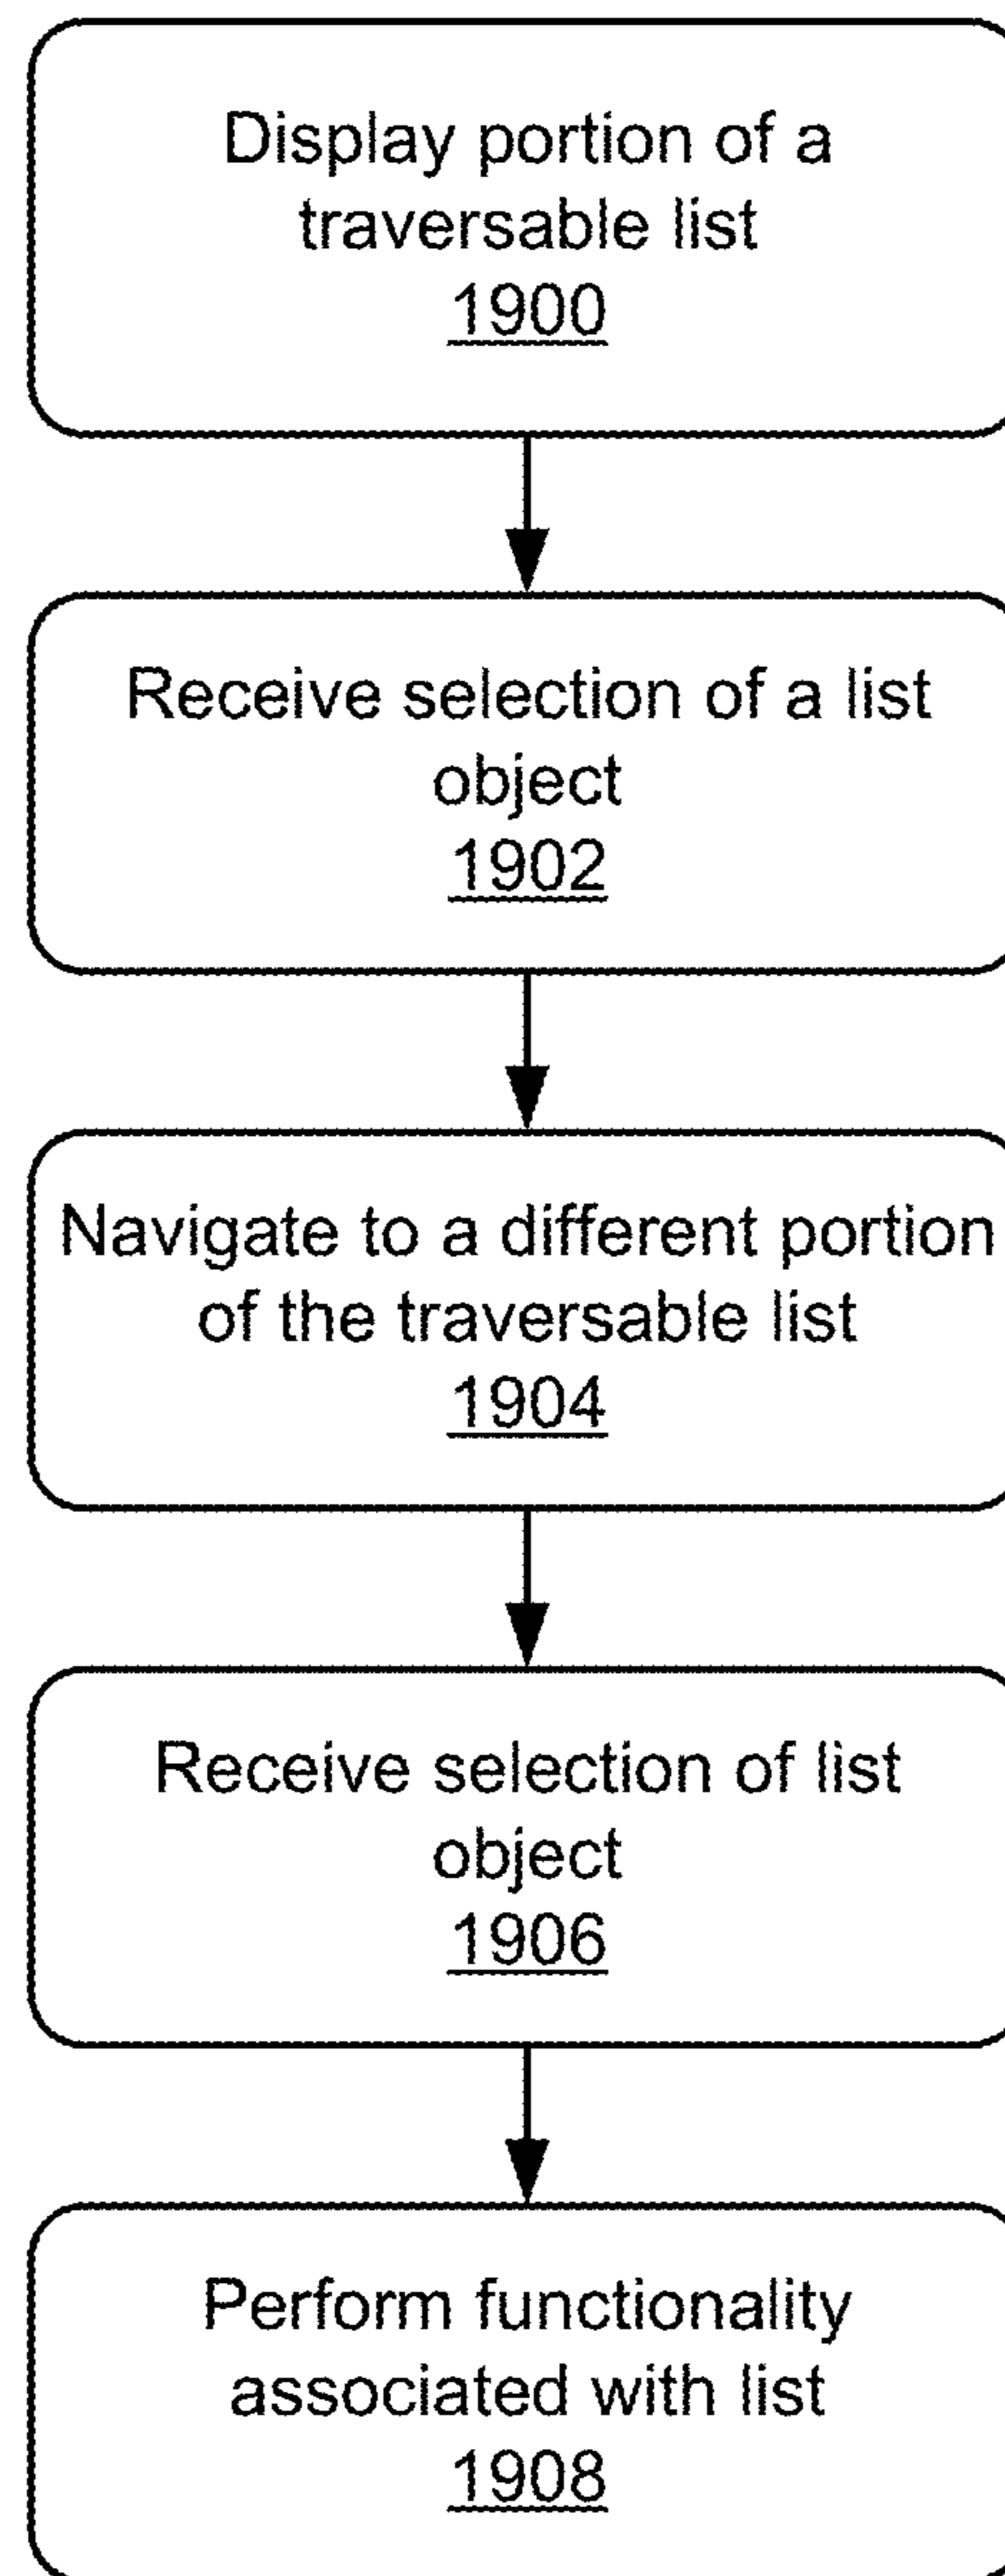 Display portion of a
traversable list
1900
Receive selection of a list
object
1902
Navigate to a different portion
of the traversable list
1904
Receive selection of list
object
1906
Perform functionality
associated with list
1908